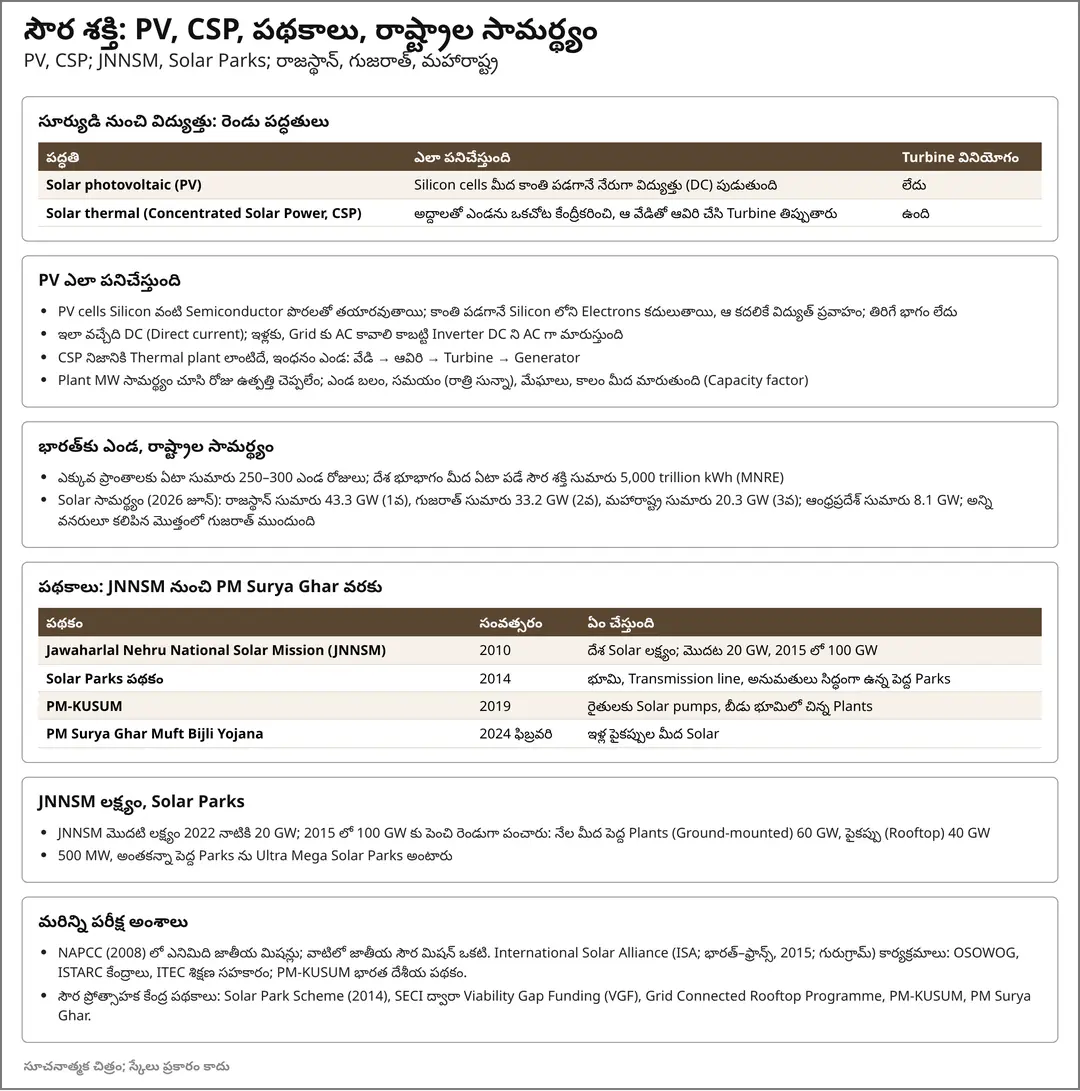 సౌర శక్తి: PV, CSP, పథకాలు, రాష్ట్రాల సామర్థ్యం
PV, CSP; JNNSM, Solar Parks; రాజస్థాన్, గుజరాత్, మహారాష్ట్ర
సూర్యుడి నుంచి విద్యుత్తు: రెండు పద్ధతులు
పద్ధతి ఎలా పనిచేస్తుంది Turbine వినియోగం
Solar photovoltaic (PV) Silicon cells మీద కాంతి పడగానే నేరుగా విద్యుత్తు (DC) పుడుతుంది లేదు
Solar thermal (Concentrated Solar Power, CSP) అద్దాలతో ఎండను ఒకచోట కేంద్రీకరించి, ఆ వేడితో ఆవిరి చేసి Turbine తిప్పుతారు ఉంది
PV ఎలా పనిచేస్తుంది
• PV cells Silicon వంటి Semiconductor పొరలతో తయారవుతాయి; కాంతి పడగానే Silicon లోని Electrons కదులుతాయి, ఆ కదలికే విద్యుత్ ప్రవాహం; తిరిగే భాగం లేదు
• ఇలా వచ్చేది DC (Direct current); ఇళ్లకు, Grid కు AC కావాలి కాబట్టి Inverter DC ని AC గా మారుస్తుంది
• CSP నిజానికి Thermal plant లాంటిదే, ఇంధనం ఎండ: వేడి → ఆవిరి → Turbine → Generator
• Plant MW సామర్థ్యం చూసి రోజు ఉత్పత్తి చెప్పలేం; ఎండ బలం, సమయం (రాత్రి సున్నా), మేఘాలు, కాలం మీద మారుతుంది (Capacity factor)
భారత్‌కు ఎండ, రాష్ట్రాల సామర్థ్యం
• ఎక్కువ ప్రాంతాలకు ఏటా సుమారు 250–300 ఎండ రోజులు; దేశ భూభాగం మీద ఏటా పడే సౌర శక్తి సుమారు 5,000 trillion kWh (MNRE)
• Solar సామర్థ్యం (2026 జూన్): రాజస్థాన్ సుమారు 43.3 GW (1వ), గుజరాత్ సుమారు 33.2 GW (2వ), మహారాష్ట్ర సుమారు 20.3 GW (3వ); ఆంధ్రప్రదేశ్ సుమారు 8.1 GW; అన్ని
వనరులూ కలిపిన మొత్తంలో గుజరాత్ ముందుంది
పథకాలు: JNNSM నుంచి PM Surya Ghar వరకు
పథకం సంవత్సరం ఏం చేస్తుంది
Jawaharlal Nehru National Solar Mission (JNNSM) 2010 దేశ Solar లక్ష్యం; మొదట 20 GW, 2015 లో 100 GW
Solar Parks పథకం 2014 భూమి, Transmission line, అనుమతులు సిద్ధంగా ఉన్న పెద్ద Parks
PM-KUSUM 2019 రైతులకు Solar pumps, బీడు భూమిలో చిన్న Plants
PM Surya Ghar Muft Bijli Yojana 2024 ఫిబ్రవరి ఇళ్ల పైకప్పుల మీద Solar
JNNSM లక్ష్యం, Solar Parks
• JNNSM మొదటి లక్ష్యం 2022 నాటికి 20 GW; 2015 లో 100 GW కు పెంచి రెండుగా పంచారు: నేల మీద పెద్ద Plants (Ground-mounted) 60 GW, పైకప్పు (Rooftop) 40 GW
• 500 MW, అంతకన్నా పెద్ద Parks ను Ultra Mega Solar Parks అంటారు
మరిన్ని పరీక్ష అంశాలు
• NAPCC (2008) లో ఎనిమిది జాతీయ మిషన్లు; వాటిలో జాతీయ సౌర మిషన్ ఒకటి. International Solar Alliance (ISA; భారత్–ఫ్రాన్స్, 2015; గురుగ్రామ్) కార్యక్రమాలు: OSOWOG,
ISTARC కేంద్రాలు, ITEC శిక్షణ సహకారం; PM-KUSUM భారత దేశీయ పథకం.
• సౌర ప్రోత్సాహక కేంద్ర పథకాలు: Solar Park Scheme (2014), SECI ద్వారా Viability Gap Funding (VGF), Grid Connected Rooftop Programme, PM-KUSUM, PM Surya
Ghar.
సూచనాత్మక చిత్రం; స్కేలు ప్రకారం కాదు